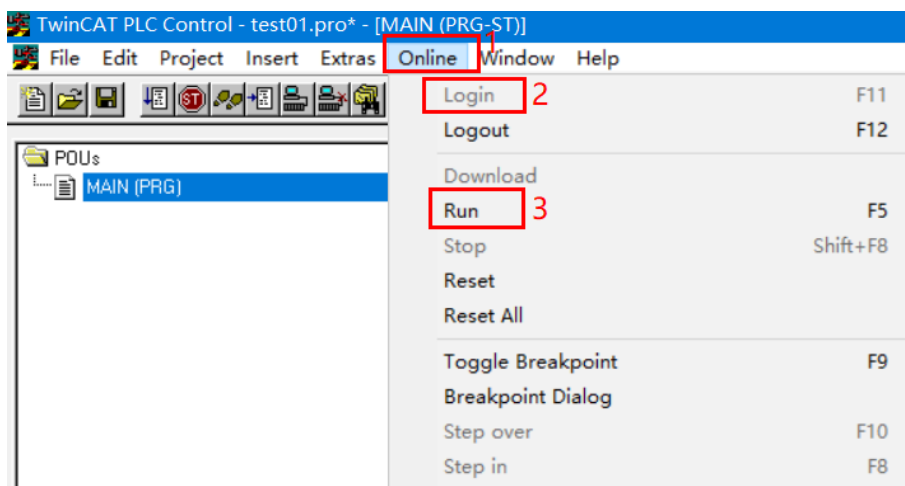 TwinCAT PLC Control - test01.pro* - [MAIN (PRG-ST)]
File Edit Project Insert Extras Online 1 Window Help
ST
Login 2 F11
Logout F12
POUs
MAIN (PRG)
Download
Run 3 F5
Stop Shift+F8
Reset
Reset All
Toggle Breakpoint F9
Breakpoint Dialog
Step over F10
Step in F8